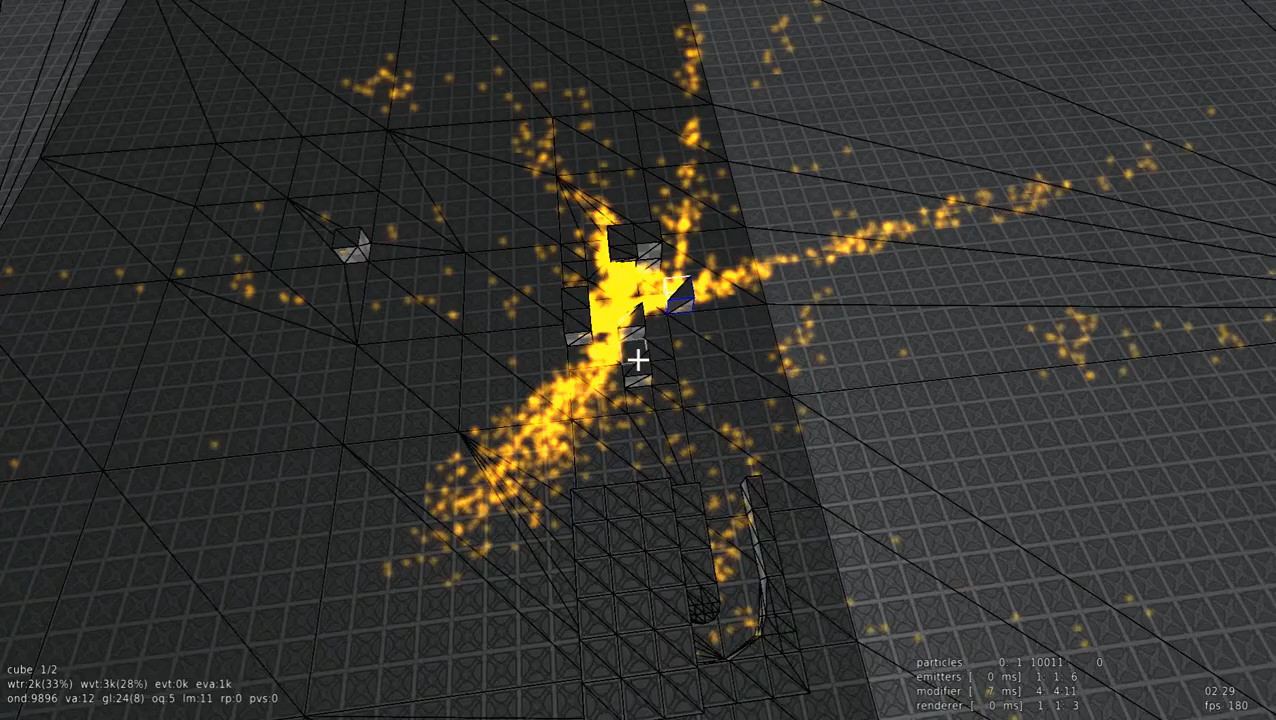 cube 1/2
wtr:2k(33%) wvt:3k(28%) evt:0k eva:1k
ond:9896 va:12 gl:24(8) oq:5 lm:11 rp:0 pvs:0
particles 0: 1 10011 0
emitters [ 0 ms] 1: 1: 6
modifier [ 7 ms] 4: 4:11
renderer [ 0 ms] 1: 1: 3
02:29
fps 180